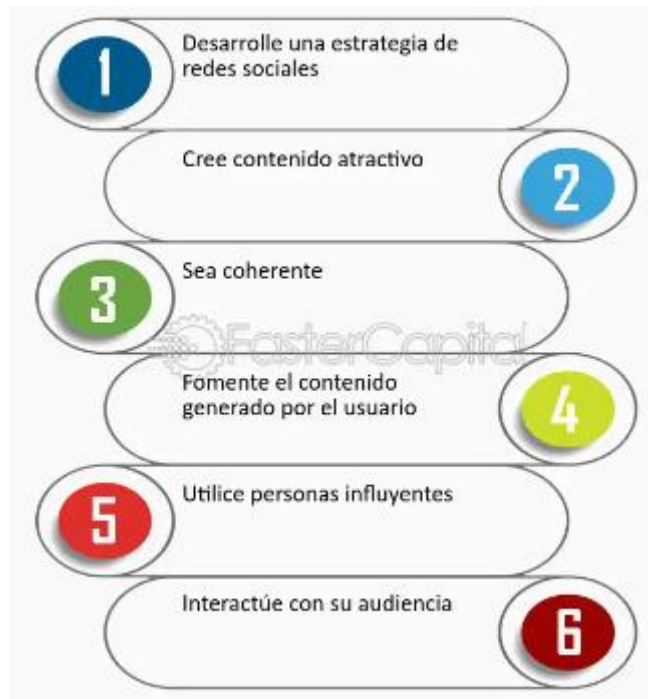 1
Desarrolle una estrategia de
redes sociales
Cree contenido atractivo
2
Sea coherente
3
FasterCapital
Fomente el contenido
generado por el usuario
4
5
Utilice personas influyentes
Interactúe con su audiencia
6